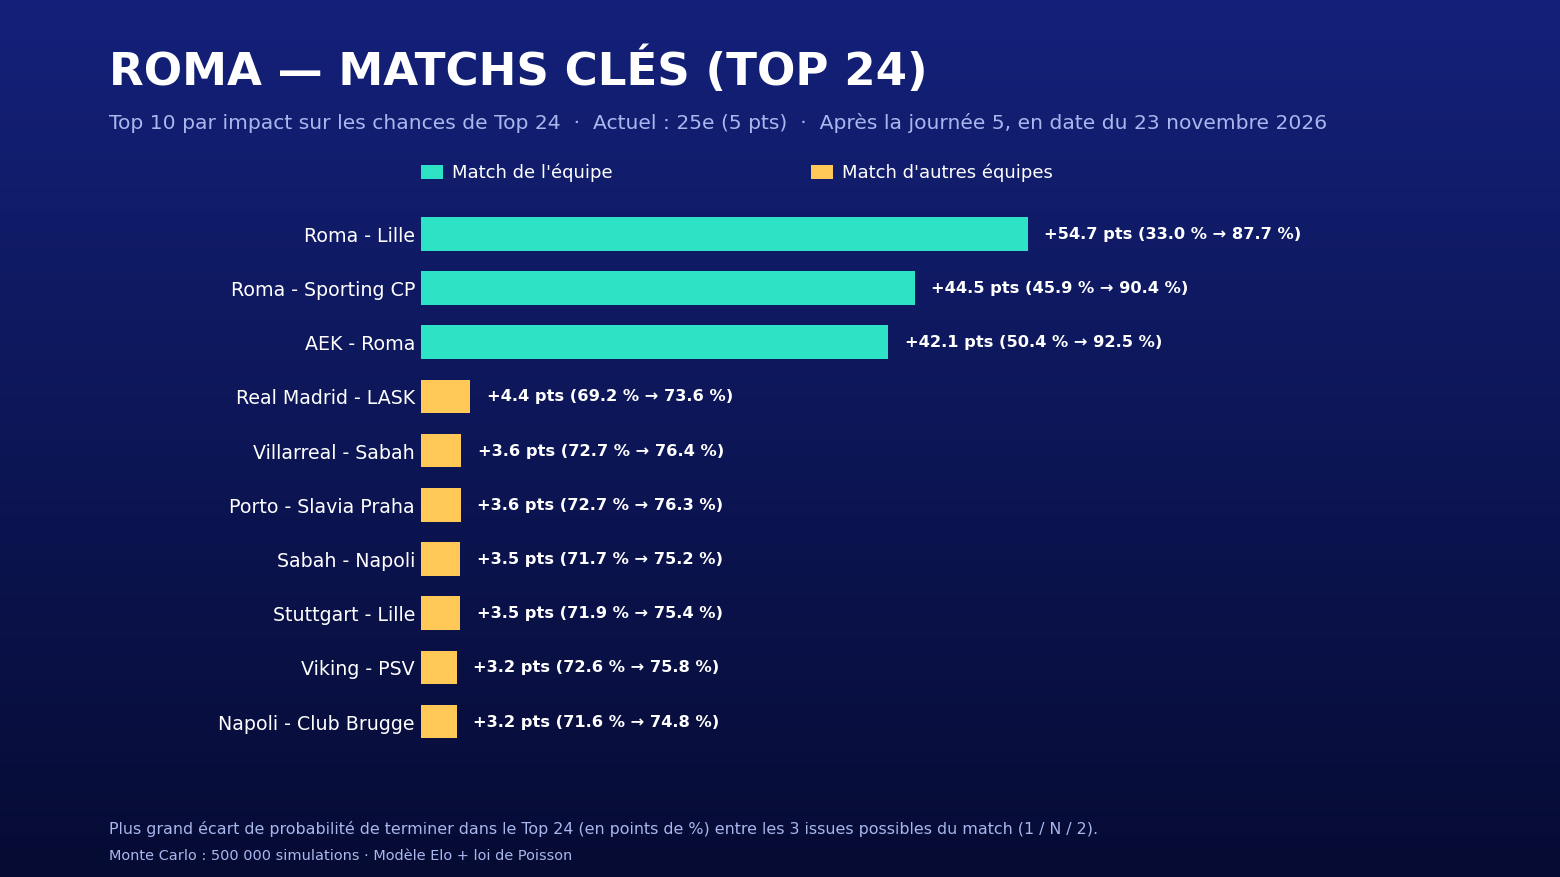 ROMA — MATCHS CLÉS (TOP 24)
Top 10 par impact sur les chances de Top 24 · Actuel : 25e (5 pts) · Après la journée 5, en date du 23 novembre 2026
Match de l'équipe
Match d'autres équipes
Roma - Lille +54.7 pts (33.0 % → 87.7 %)
Roma - Sporting CP +44.5 pts (45.9 % → 90.4 %)
AEK - Roma +42.1 pts (50.4 % → 92.5 %)
Real Madrid - LASK +4.4 pts (69.2 % → 73.6 %)
Villarreal - Sabah +3.6 pts (72.7 % → 76.4 %)
Porto - Slavia Praha +3.6 pts (72.7 % → 76.3 %)
Sabah - Napoli +3.5 pts (71.7 % → 75.2 %)
Stuttgart - Lille +3.5 pts (71.9 % → 75.4 %)
Viking - PSV +3.2 pts (72.6 % → 75.8 %)
Napoli - Club Brugge +3.2 pts (71.6 % → 74.8 %)
Plus grand écart de probabilité de terminer dans le Top 24 (en points de %) entre les 3 issues possibles du match (1 / N / 2).
Monte Carlo : 500 000 simulations · Modèle Elo + loi de Poisson